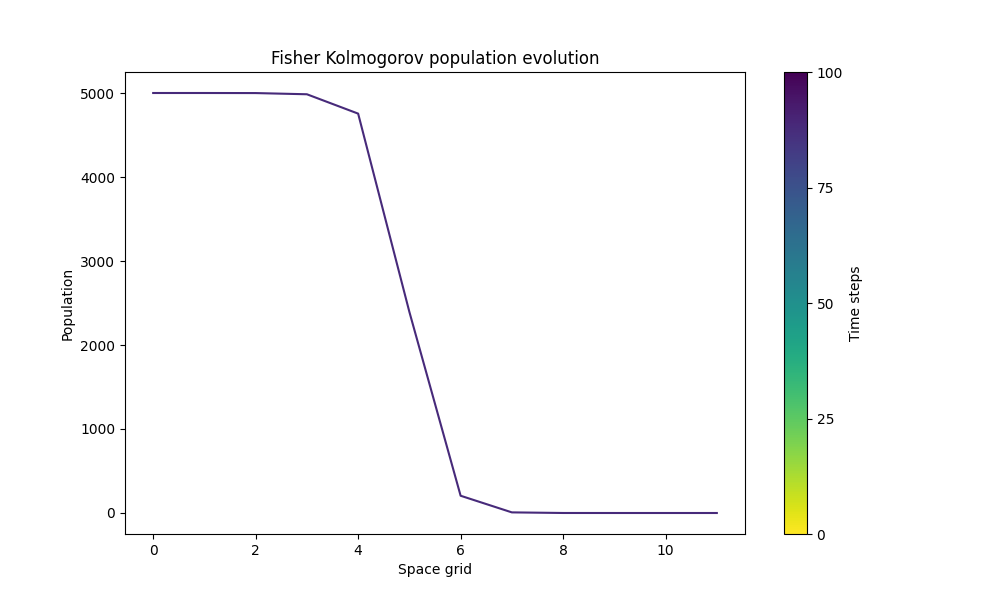 Fisher Kolmogorov population evolution
Population
5000
4000
3000
2000
1000
0
0 2 4 6 8 10
Space grid
100
75
50
25
0
Time steps